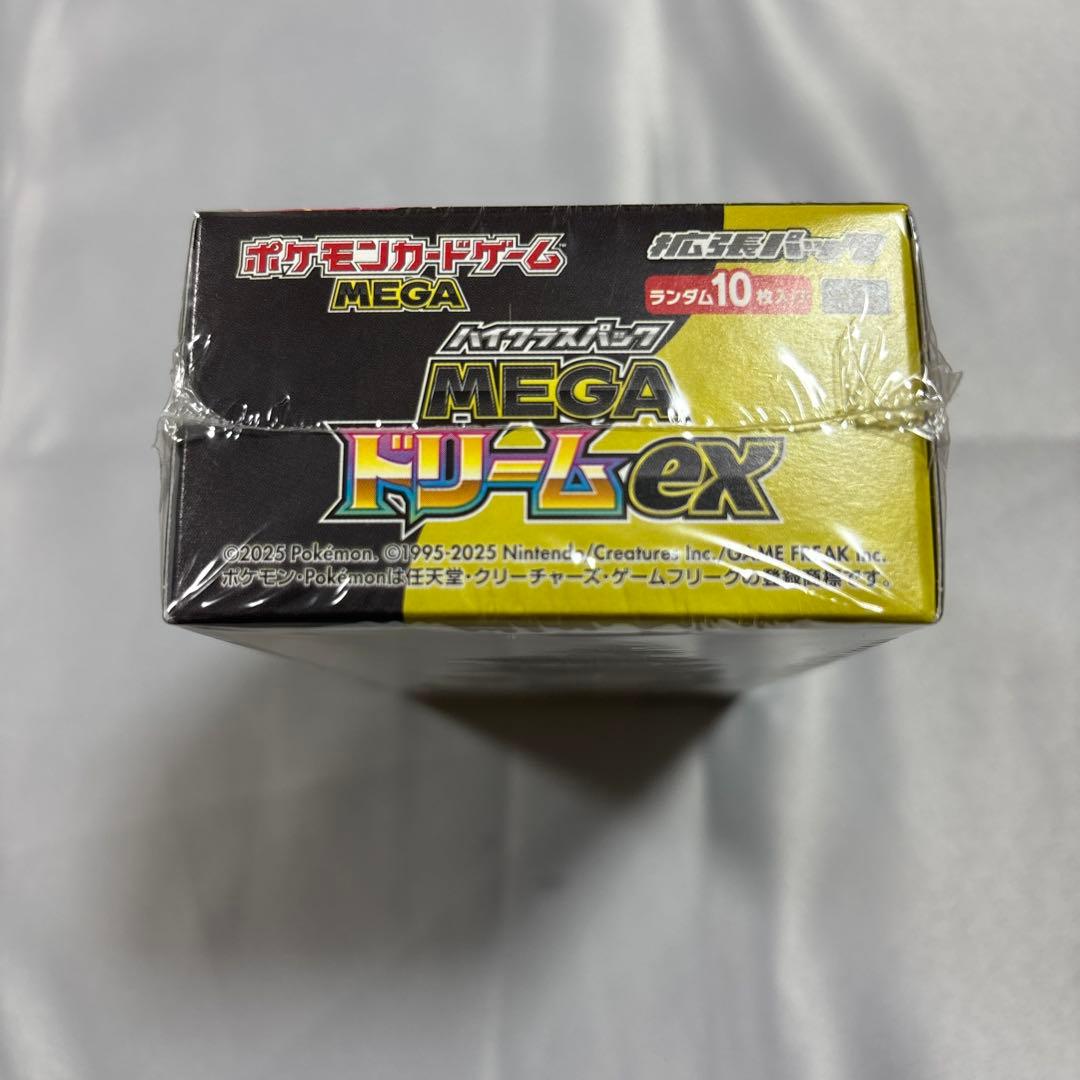 ポケモンカードゲーム™
MEGA
拡張パック
ランダム10枚入り
ハイクラスパック
MEGA
ドリームex
©2025 Pokémon. ©1995-2025 Nintendo/Creatures Inc./GAME FREAK inc.
ポケモン・Pokémonは任天堂・クリーチャーズ・ゲームフリークの登録商標です。